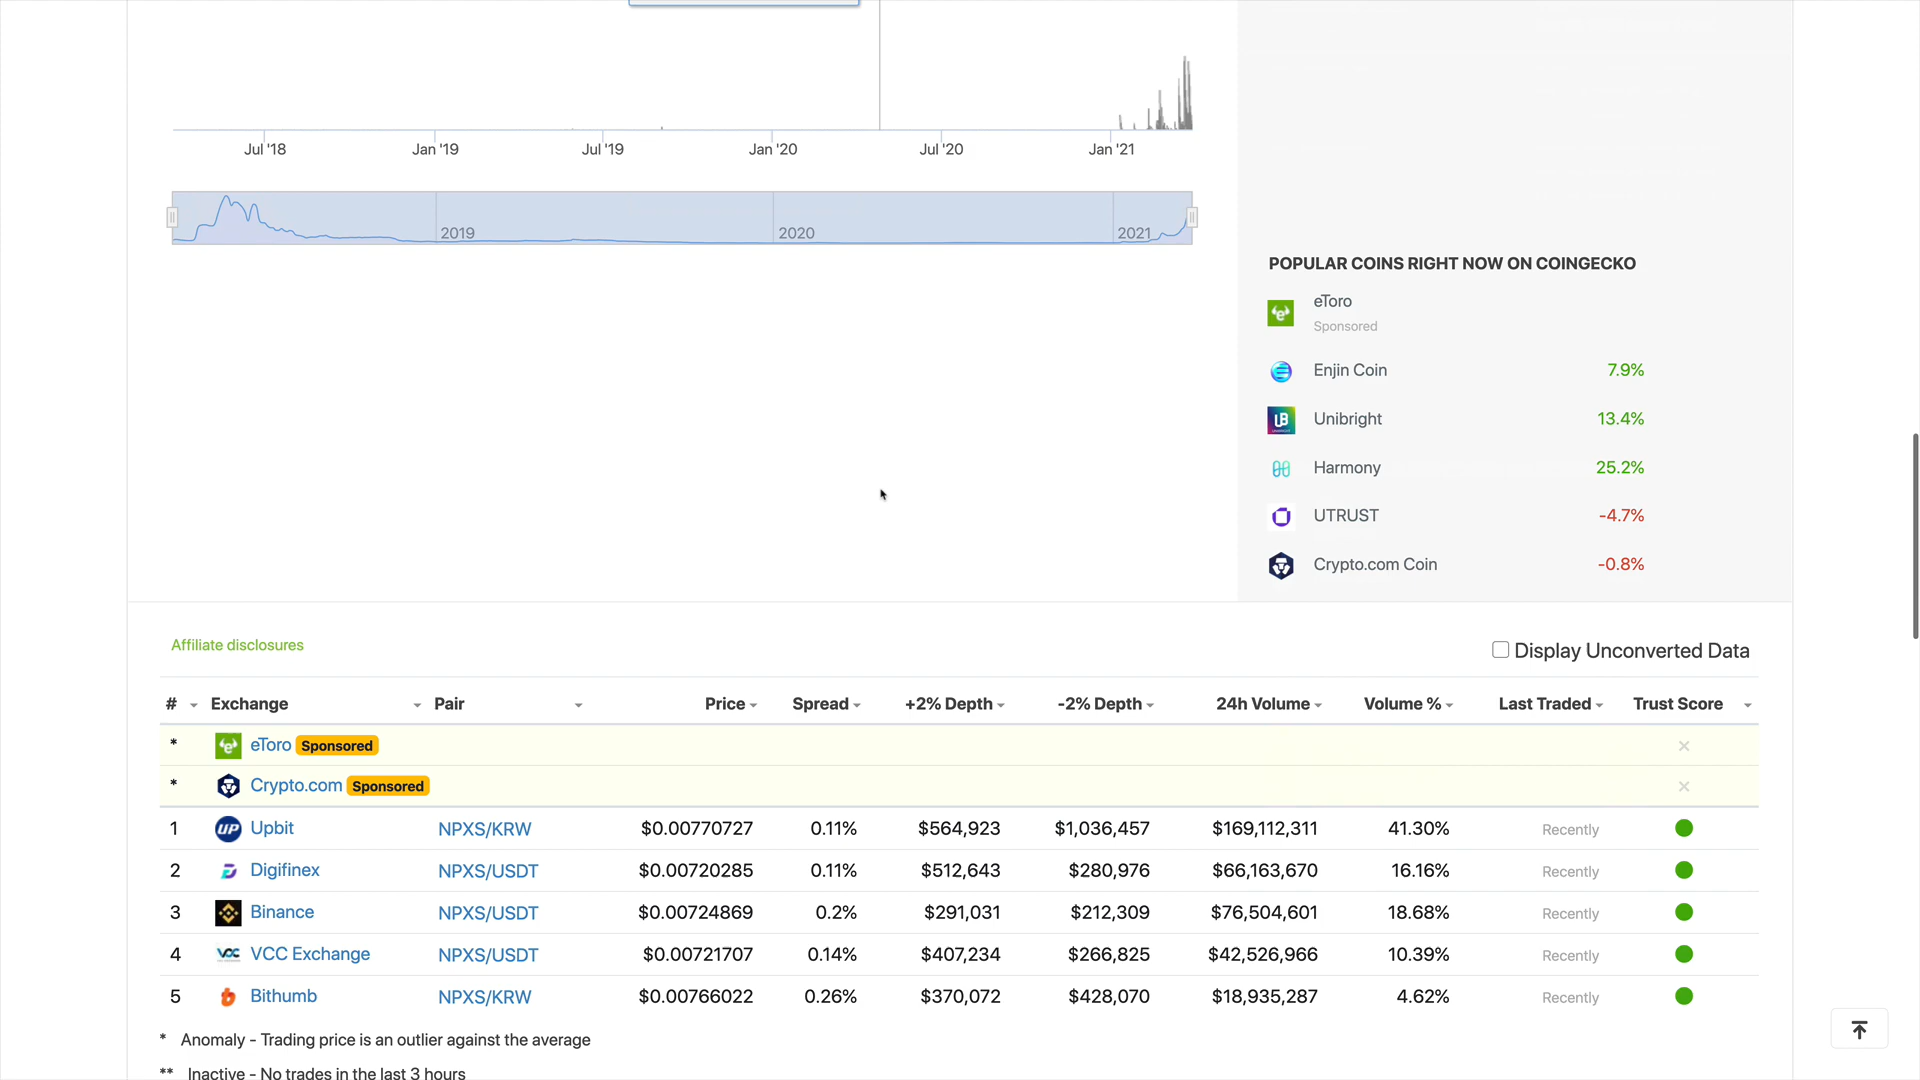 Jul '18 Jan '19 Jul '19 Jan '20 Jul '20 Jan '21
2019 2020 2021
POPULAR COINS RIGHT NOW ON COINGECKO
eToro
Sponsored
Enjin Coin 7.9%
Unibright 13.4%
Harmony 25.2%
UTRUST -4.7%
Crypto.com Coin -0.8%
Affiliate disclosures
Display Unconverted Data
# Exchange Pair Price Spread +2% Depth -2% Depth 24h Volume Volume % Last Traded Trust Score
* eToro Sponsored
* Crypto.com Sponsored
1 UP Upbit NPXS/KRW $0.00770727 0.11% $564,923 $1,036,457 $169,112,311 41.30% Recently
2 Digifinex NPXS/USDT $0.00720285 0.11% $512,643 $280,976 $66,163,670 16.16% Recently
3 Binance NPXS/USDT $0.00724869 0.2% $291,031 $212,309 $76,504,601 18.68% Recently
4 VCC VCC Exchange NPXS/USDT $0.00721707 0.14% $407,234 $266,825 $42,526,966 10.39% Recently
5 Bithumb NPXS/KRW $0.00766022 0.26% $370,072 $428,070 $18,935,287 4.62% Recently
* Anomaly - Trading price is an outlier against the average
** Inactive - No trades in the last 3 hours